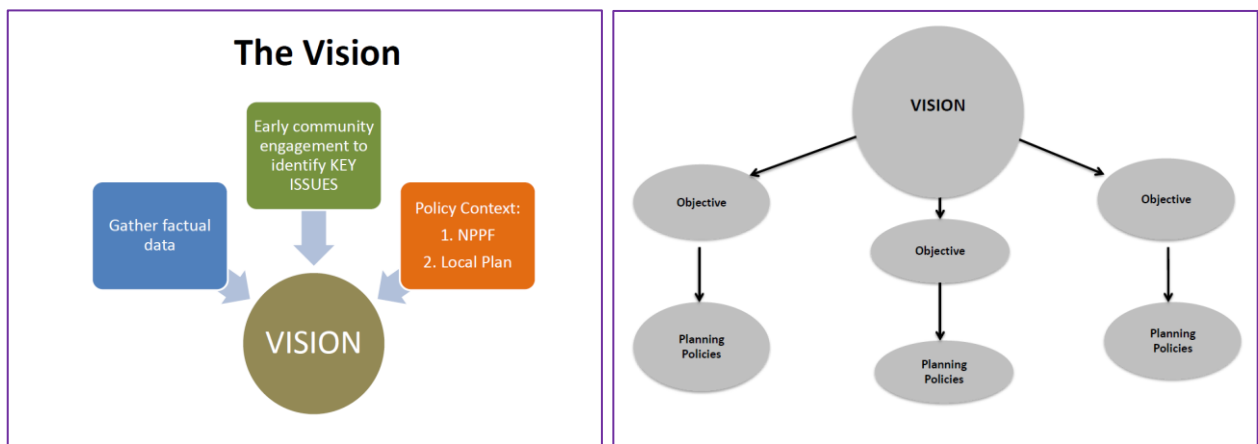 The Vision
Early community
engagement to
identify KEY
ISSUES
Gather factual
data
Policy Context:
1. NPPF
2. Local Plan
VISION
VISION
Objective
Objective
Objective
Planning
Policies
Planning
Policies
Planning
Policies